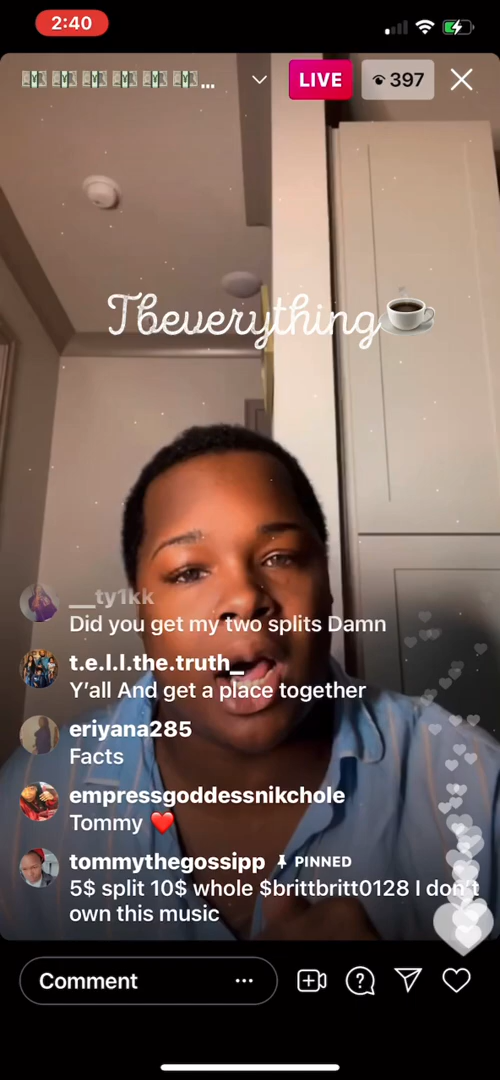 2:40
LIVE
397
Tbeverything
__ty1kk
Did you get my two splits Damn
t.e.l.l.the.truth_
Y'all And get a place together
eriyana285
Facts
empressgoddessnikchole
Tommy ❤️
tommythegossipp PINNED
5$ split 10$ whole $brittbritt0128 I don't
own this music
Comment